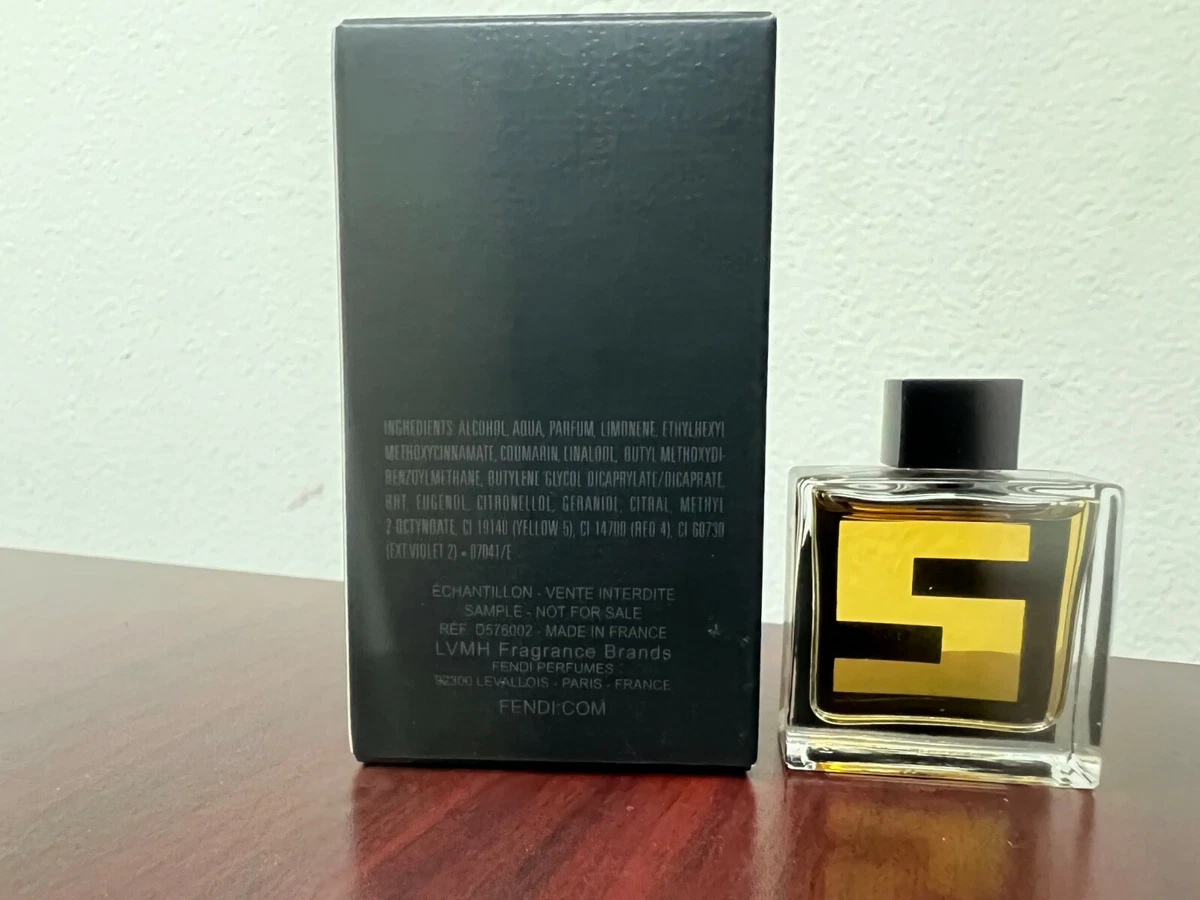 INGREDIENTS ALCOHOL, AQUA, PARFUM, LIMONENE, ETHYLHEXYL
METHOXYCINNAMATE, COUMARIN, LINALOOL, BUTYL METHOXYDI-
BENZOYLMETHANE, BUTYLENE GLYCOL DICAPRYLATE/DICAPRATE,
BHT, EUGENOL, CITRONELLOL, GERANIOL, CITRAL, METHYL
2-OCTYNOATE, CI 19140 (YELLOW 5), CI 14700 (RED 4), CI 60730
(EXT.VIOLET 2) • 07041/E
ÉCHANTILLON - VENTE INTERDITE
SAMPLE - NOT FOR SALE
RÉF. D576002 - MADE IN FRANCE
LVMH Fragrance Brands
FENDI PERFUMES
92300 LEVALLOIS - PARIS - FRANCE
FENDI.COM